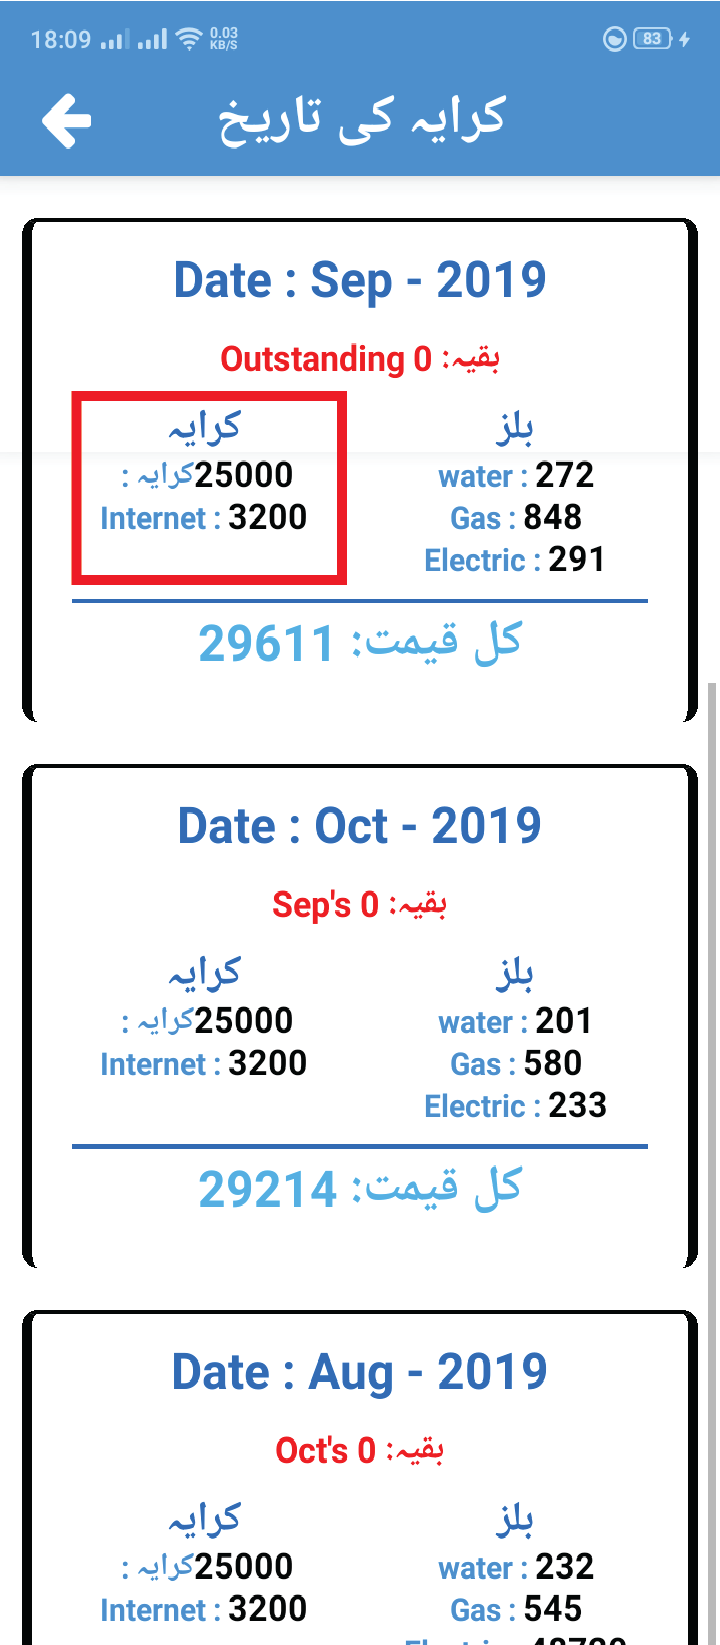 18:09 0.03 KB/S 83
کرایہ کی تاریخ
Date : Sep - 2019
Outstanding 0 بقیہ:
کرایہ
کرایہ : 25000
Internet : 3200
بلز
water : 272
Gas : 848
Electric : 291
کل قیمت: 29611
Date : Oct - 2019
Sep's 0 بقیہ:
کرایہ
کرایہ : 25000
Internet : 3200
بلز
water : 201
Gas : 580
Electric : 233
کل قیمت: 29214
Date : Aug - 2019
Oct's 0 بقیہ:
کرایہ
کرایہ : 25000
Internet : 3200
بلز
water : 232
Gas : 545